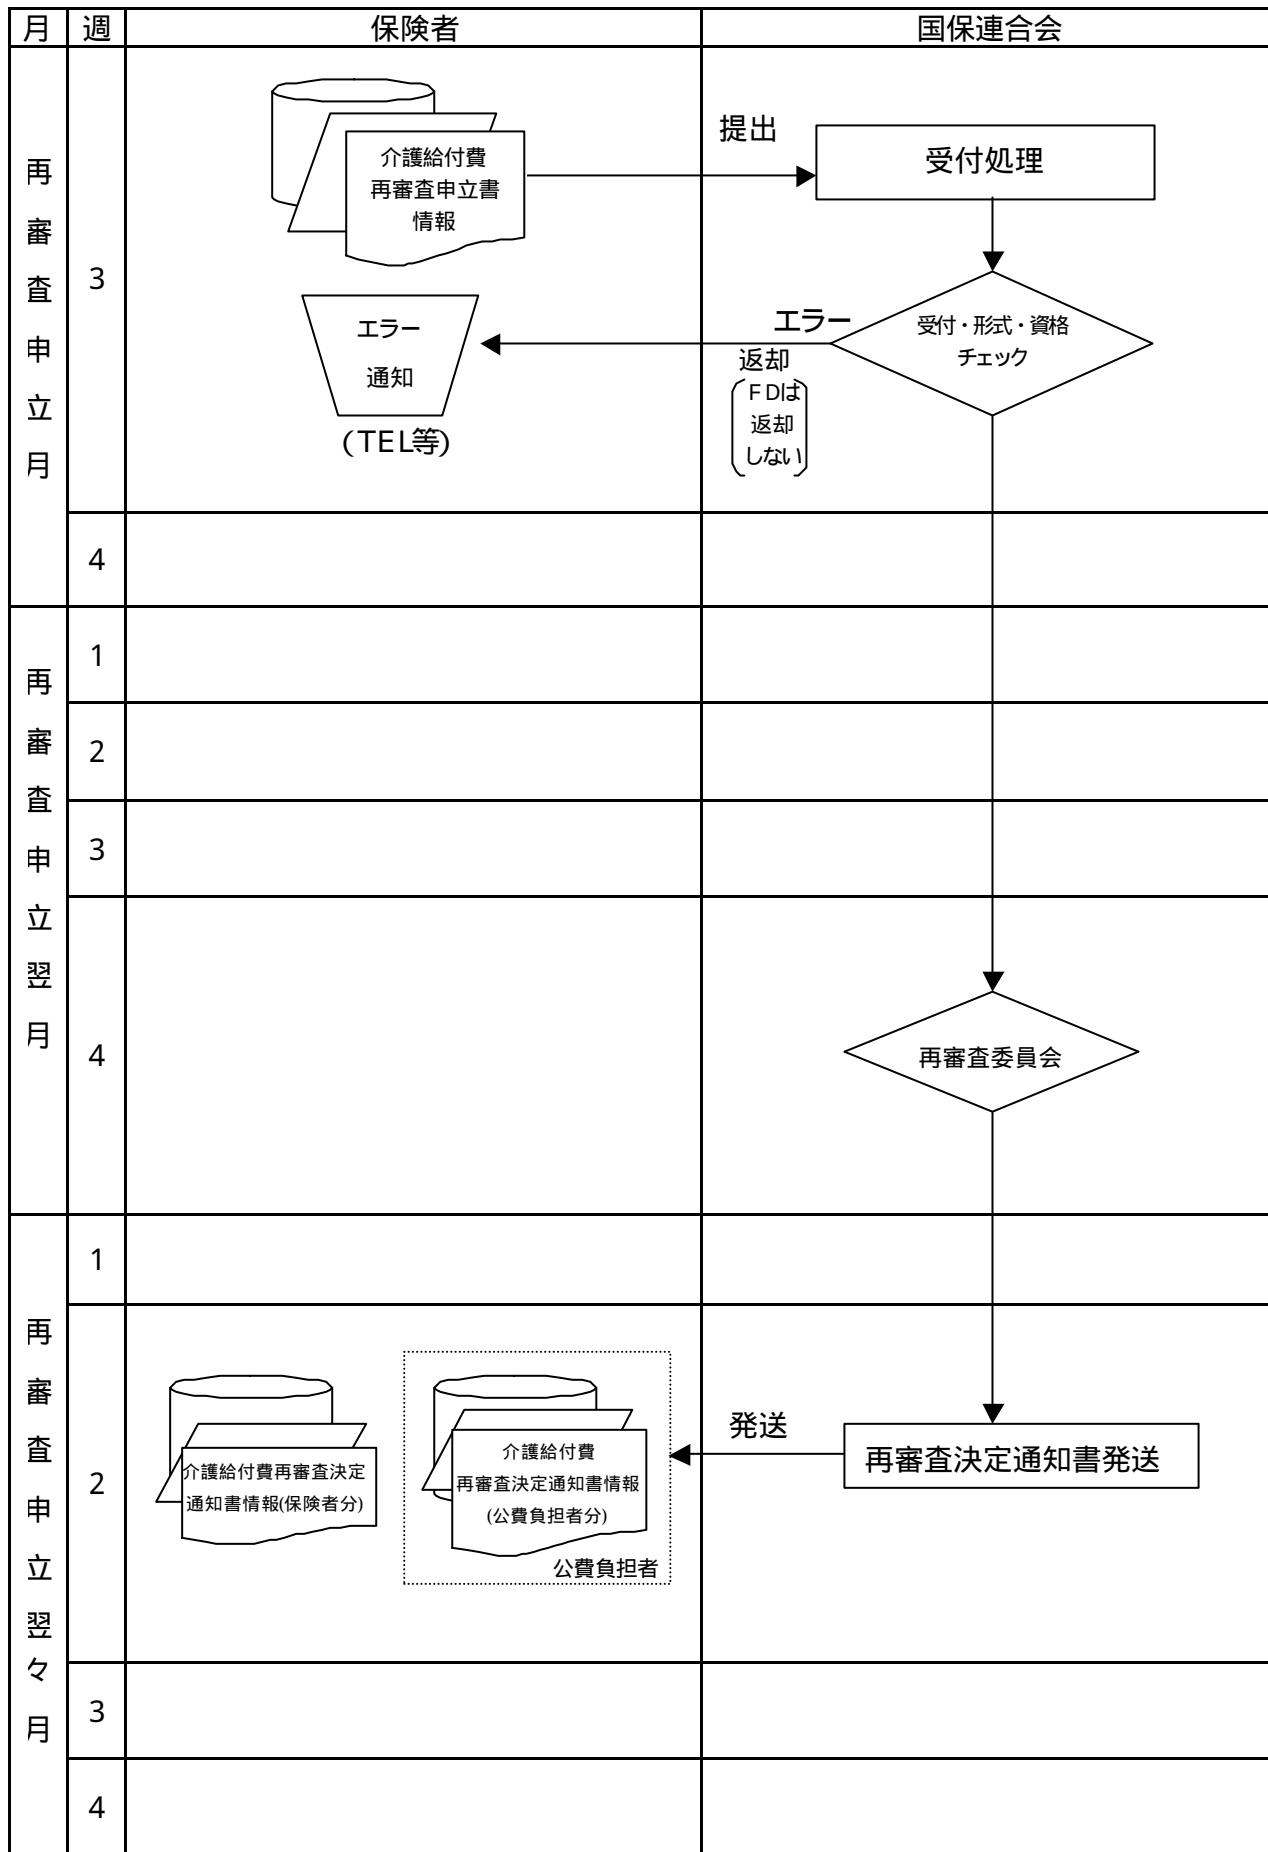 月 週 保険者 国保連合会
再審査申立月
3
介護給付費
再審査申立書
情報
提出
受付処理
エラー
通知
(TEL等)
エラー
返却
FDは
返却
しない
受付・形式・資格
チェック
4
再審査申立翌月
1
2
3
4
再審査委員会
再審査申立翌々月
1
2
介護給付費再審査決定
通知書情報(保険者分)
介護給付費
再審査決定通知書情報
(公費負担者分)
公費負担者
発送
再審査決定通知書発送
3
4